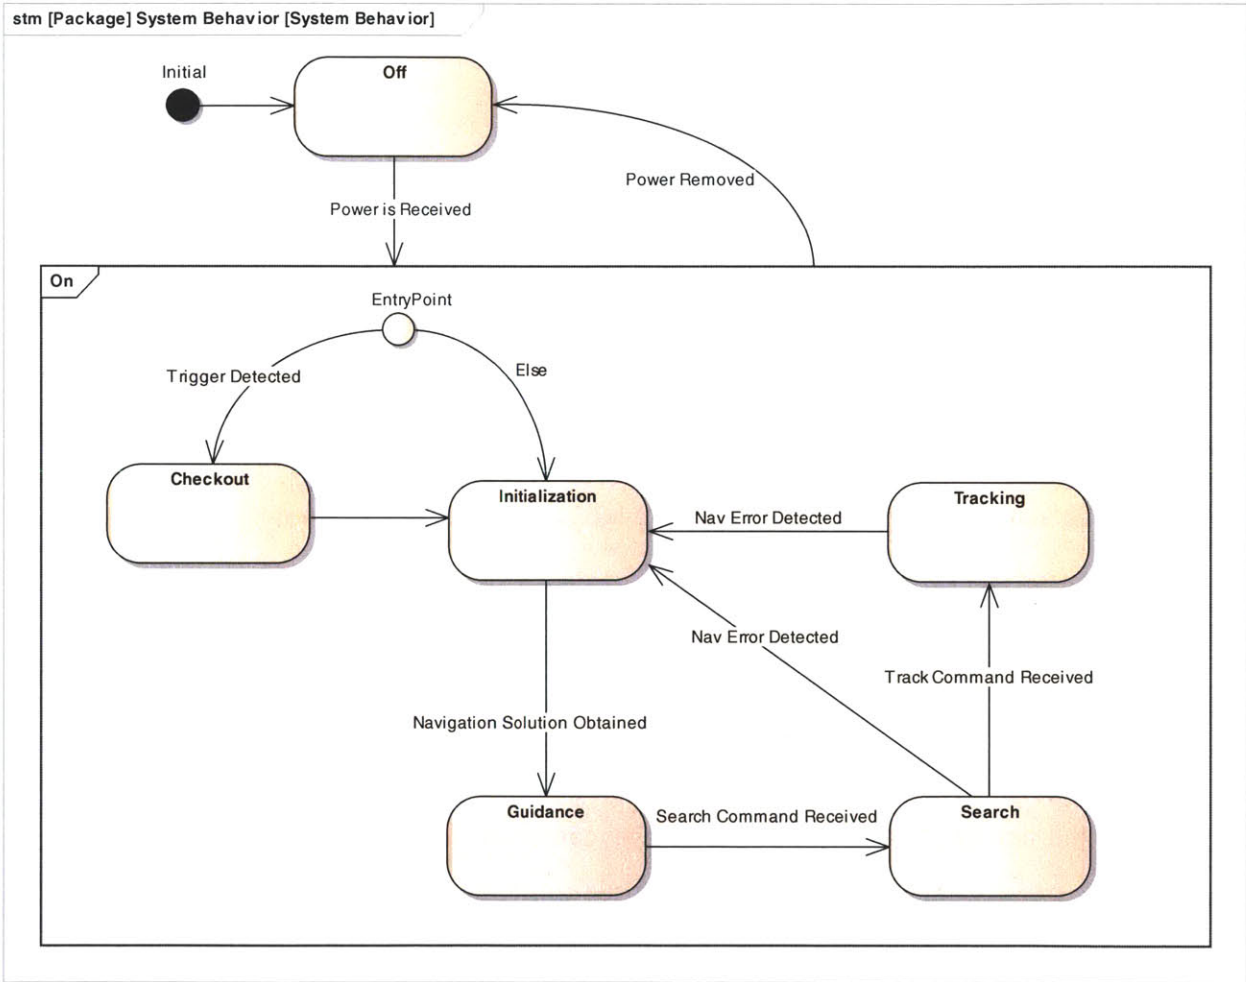 stm [Package] System Behavior [System Behavior]
Initial
Off
Power Removed
Power is Received
On
EntryPoint
Trigger Detected
Else
Checkout
Initialization
Tracking
Nav Error Detected
Nav Error Detected
Track Command Received
Navigation Solution Obtained
Guidance
Search Command Received
Search